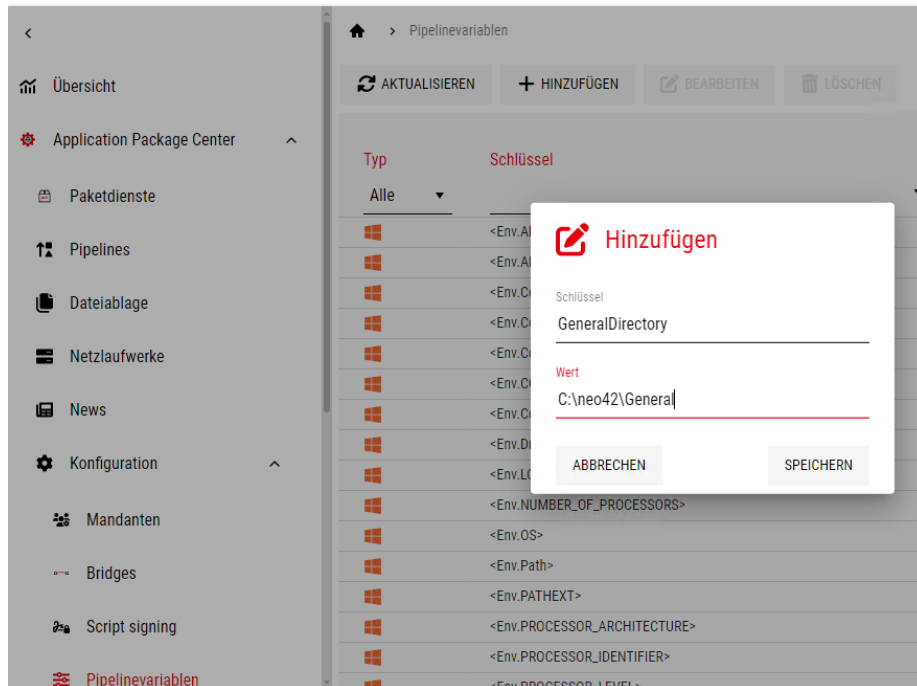 Übersicht
Application Package Center
Paketdienste
Pipelines
Dateiablage
Netzlaufwerke
News
Konfiguration
Mandanten
Bridges
Script signing
Pipelinevariablen
Pipelinevariablen
AKTUALISIEREN
HINZUFÜGEN
BEARBEITEN
LÖSCHEN
Typ Schlüssel
Alle
<Env.NUMBER_OF_PROCESSORS>
<Env.OS>
<Env.Path>
<Env.PATHEXT>
<Env.PROCESSOR_ARCHITECTURE>
<Env.PROCESSOR_IDENTIFIER>
<Env.PROCESSOR_LEVEL>
Hinzufügen
Schlüssel
GeneralDirectory
Wert
C:\neo42\General
ABBRECHEN
SPEICHERN